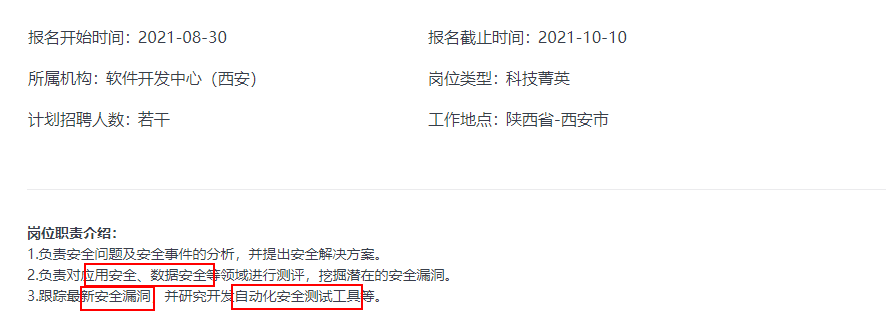 报名开始时间：2021-08-30
报名截止时间：2021-10-10
所属机构：软件开发中心（西安）
岗位类型：科技菁英
计划招聘人数：若干
工作地点：陕西省-西安市
岗位职责介绍：
1.负责安全问题及安全事件的分析，并提出安全解决方案。
2.负责对应用安全、数据安全等领域进行测评，挖掘潜在的安全漏洞。
3.跟踪最新安全漏洞 并研究开发自动化安全测试工具等。